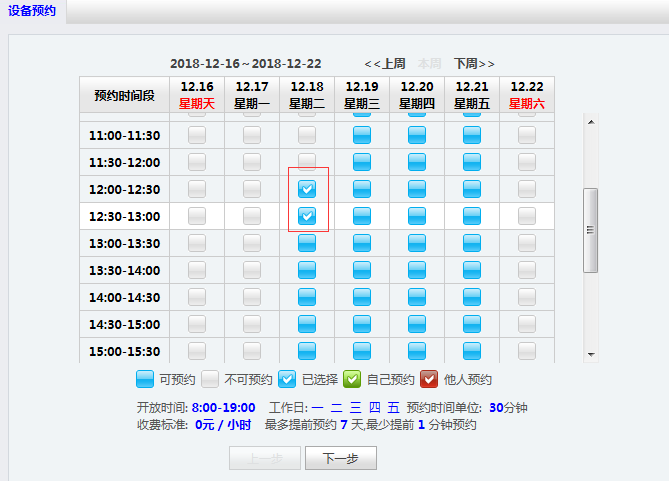 设备预约
2018-12-16～2018-12-22 <<上周 本周 下周>>
预约时间段 12.16 星期天 12.17 星期一 12.18 星期二 12.19 星期三 12.20 星期四 12.21 星期五 12.22 星期六
11:00-11:30
11:30-12:00
12:00-12:30
12:30-13:00
13:00-13:30
13:30-14:00
14:00-14:30
14:30-15:00
15:00-15:30
可预约 不可预约 已选择 自己预约 他人预约
开放时间: 8:00-19:00 工作日: 一 二 三 四 五 预约时间单位: 30分钟
收费标准: 0元 / 小时 最多提前预约 7 天,最少提前 1 分钟预约
上一步 下一步